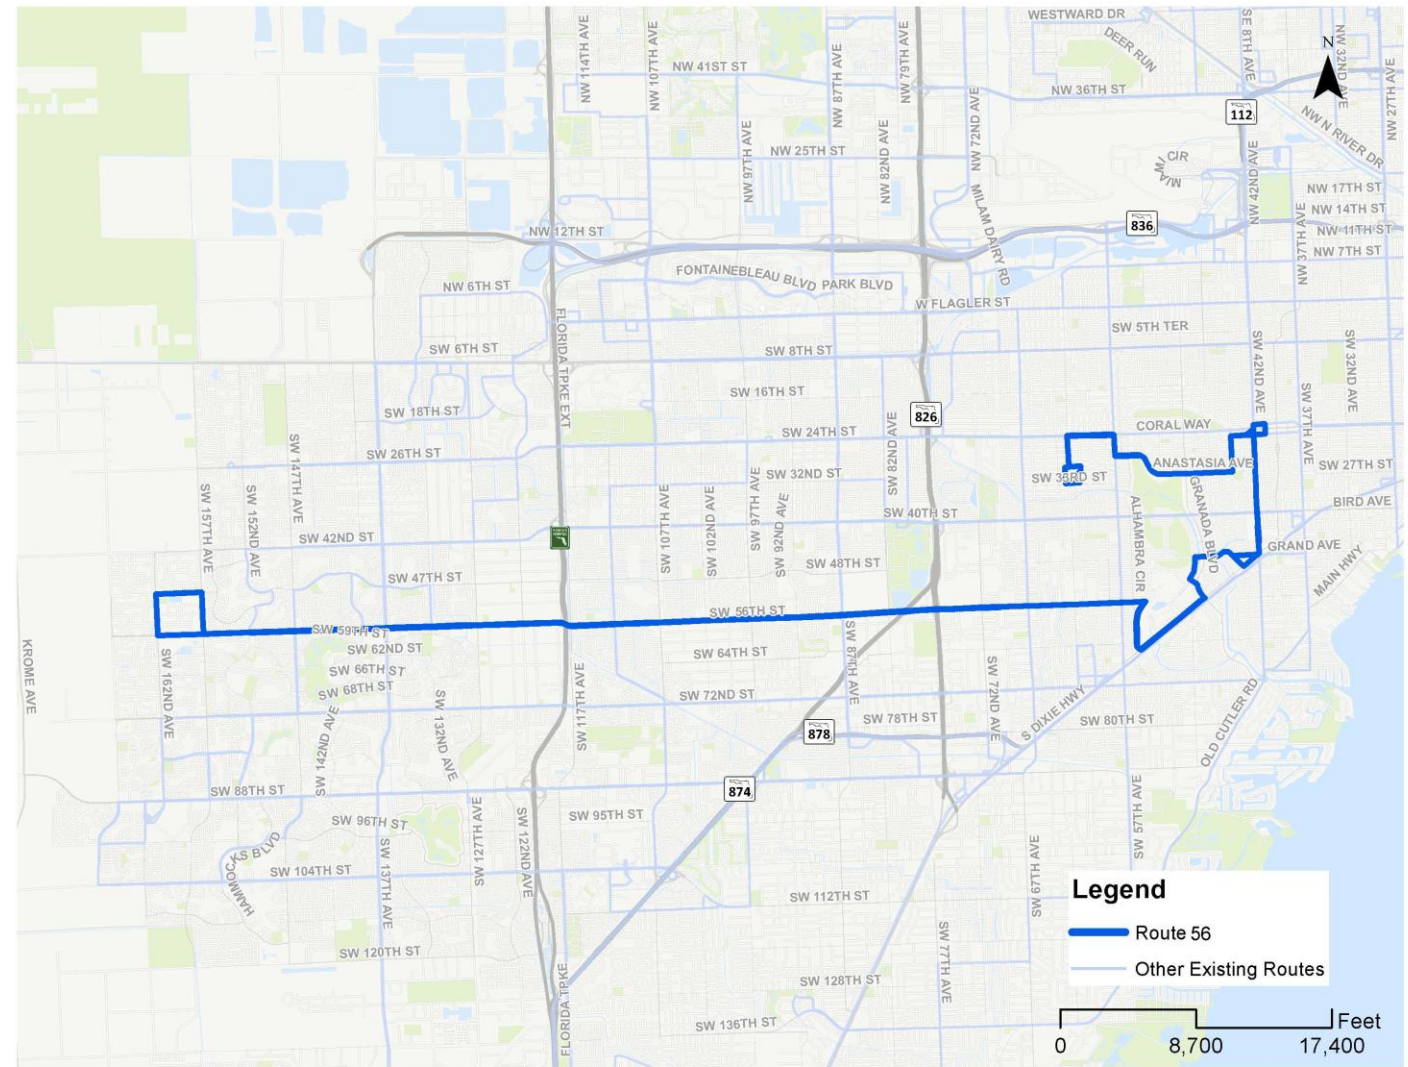 WESTWARD DR
DEER RUN
SE 8TH AVE
N
NW 32ND AVE
NW 27TH AVE
NW 114TH AVE
NW 107TH AVE
NW 41ST ST
NW 87TH AVE
NW 79TH AVE
NW 36TH ST
112
NW N RIVER DR
NW 97TH AVE
NW 25TH ST
NW 82ND AVE
NW 72ND AVE
MIAMI CIR
NW 42ND AVE
NW 17TH ST
NW 14TH ST
NW 11TH ST
NW 7TH ST
NW 37TH AVE
836
NW 12TH ST
MILAM DAIRY RD
FONTAINEBLEAU BLVD
PARK BLVD
NW 6TH ST
W FLAGLER ST
FLORIDA TPKE EXT
SW 5TH TER
SW 6TH ST
SW 8TH ST
SW 42ND AVE
SW 32ND AVE
SW 16TH ST
SW 37TH AVE
SW 18TH ST
826
CORAL WAY
SW 24TH ST
SW 82ND AVE
SW 147TH AVE
SW 26TH ST
ANASTASIA AVE
SW 27TH ST
SW 32ND ST
SW 33RD ST
SW 157TH AVE
SW 152ND AVE
SW 107TH AVE
SW 102ND AVE
SW 97TH AVE
SW 92ND AVE
ALHAMBRA CIR
GRANADA BLVD
BIRD AVE
SW 40TH ST
SW 42ND ST
GRAND AVE
MAIN HWY
SW 48TH ST
SW 47TH ST
SW 56TH ST
SW 59TH ST
SW 62ND ST
SW 64TH ST
SW 87TH AVE
KROME AVE
SW 162ND AVE
SW 66TH ST
SW 68TH ST
SW 72ND ST
SW 72ND AVE
SW 117TH AVE
SW 132ND AVE
SW 142ND AVE
SW 78TH ST
878
S DIXIE HWY
SW 80TH ST
OLD CUTLER RD
874
SW 88TH ST
SW 57TH AVE
SW 127TH AVE
SW 122ND AVE
SW 95TH ST
SW 96TH ST
HAMMOCKS BLVD
SW 104TH ST
SW 137TH AVE
SW 67TH AVE
SW 112TH ST
SW 120TH ST
SW 77TH AVE
SW 128TH ST
FLORIDA TPKE
SW 136TH ST
Legend
Route 56
Other Existing Routes
Feet
0 8,700 17,400